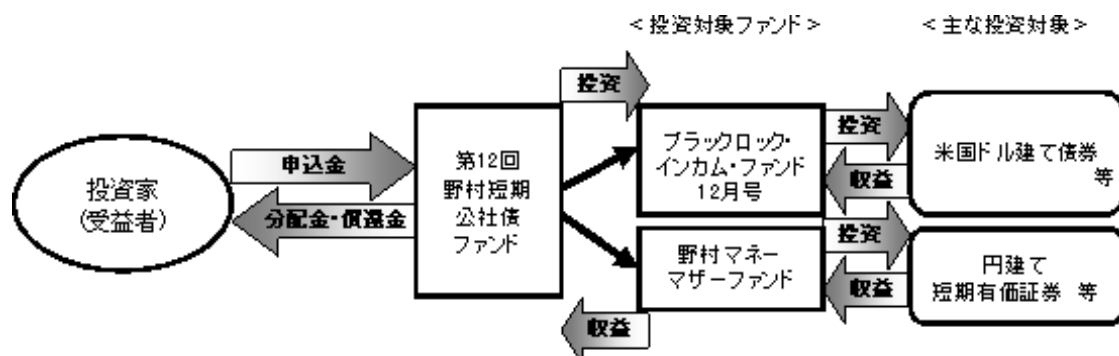 ＜投資対象ファンド＞
＜主な投資対象＞
投資
申込金
分配金・償還金
投資家
(受益者)
第12回
野村短期
公社債
ファンド
ブラックロック・
インカム・ファンド
12月号
投資
収益
米国ドル建て債券
等
野村マネー
マザーファンド
投資
収益
円建て
短期有価証券 等
収益